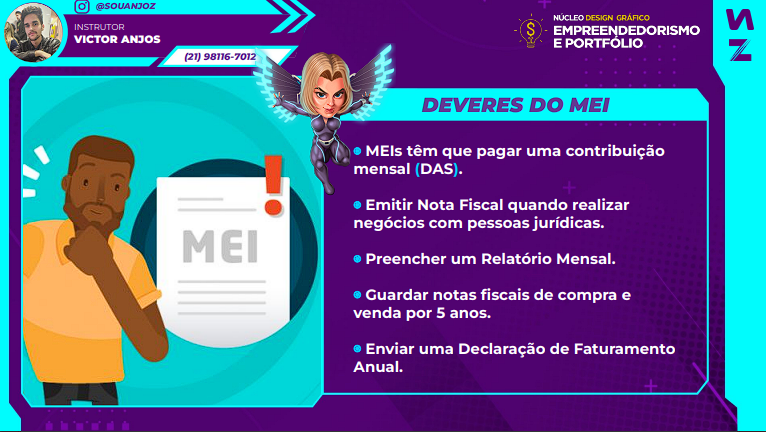 @SOUANJOZ
INSTRUTOR
VICTOR ANJOS
(21) 98116-7012
NÚCLEO DESIGN GRÁFICO
EMPREENDEDORISMO
E PORTFÓLIO
DEVERES DO MEI
MEI
MEIs têm que pagar uma contribuição
mensal (DAS).
Emitir Nota Fiscal quando realizar
negócios com pessoas jurídicas.
Preencher um Relatório Mensal.
Guardar notas fiscais de compra e
venda por 5 anos.
Enviar uma Declaração de Faturamento
Anual.